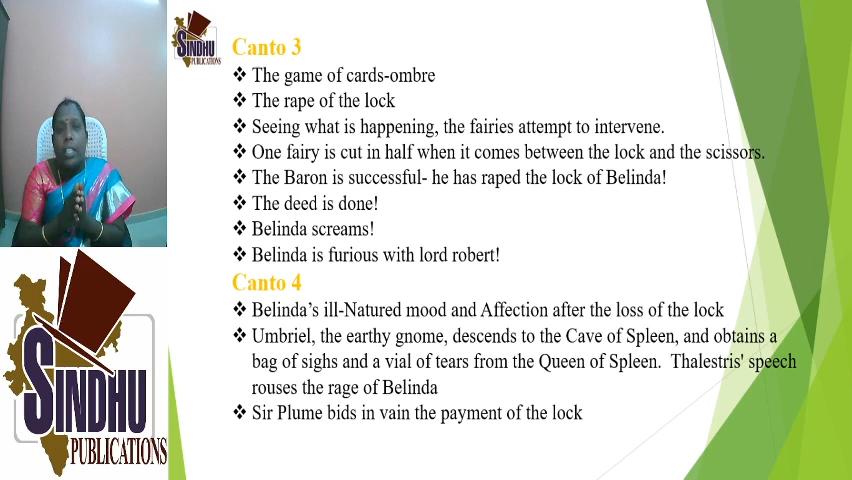 SINDHU
PUBLICATIONS
Canto 3
❖ The game of cards-ombre
❖ The rape of the lock
❖ Seeing what is happening, the fairies attempt to intervene.
❖ One fairy is cut in half when it comes between the lock and the scissors.
❖ The Baron is successful- he has raped the lock of Belinda!
❖ The deed is done!
❖ Belinda screams!
❖ Belinda is furious with lord robert!
Canto 4
❖ Belinda’s ill-Natured mood and Affection after the loss of the lock
❖ Umbriel, the earthy gnome, descends to the Cave of Spleen, and obtains a
bag of sighs and a vial of tears from the Queen of Spleen.  Thalestris' speech
rouses the rage of Belinda
❖ Sir Plume bids in vain the payment of the lock
SINDHU
PUBLICATIONS